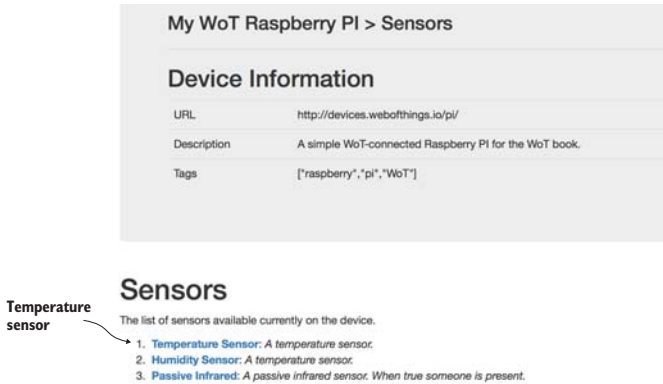 My WoT Raspberry PI > Sensors
Device Information
URL http://devices.webofthings.io/pi/
Description A simple WoT-connected Raspberry PI for the WoT book.
Tags ["raspberry","pi","WoT"]
Sensors
The list of sensors available currently on the device.
Temperature
sensor
1. Temperature Sensor: A temperature sensor.
2. Humidity Sensor: A temperature sensor.
3. Passive Infrared: A passive infrared sensor. When true someone is present.